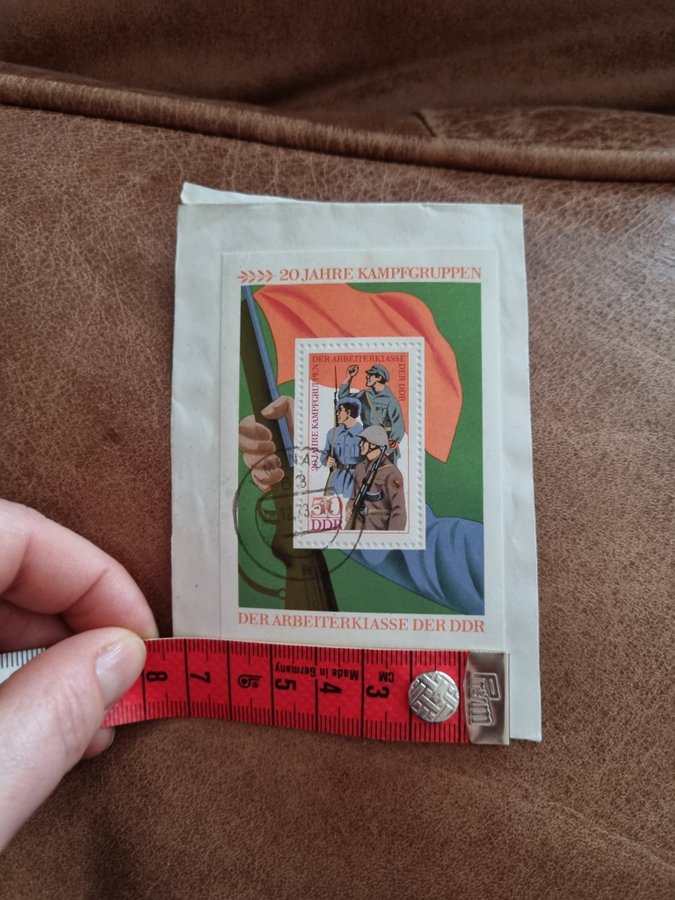 20 JAHRE KAMPFGRUPPEN
DER ARBEITERKLASSE DER DDR
20 JAHRE KAMPFGRUPPEN
50
DDR
DER ARBEITERKLASSE DER DDR
8 7 6 5 4 3 CM
Made in Germany
Prym